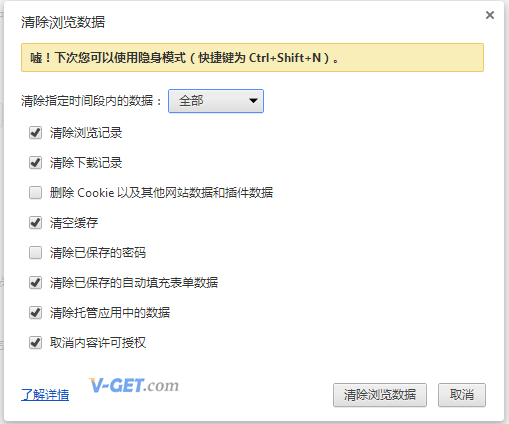 清除浏览数据
嘘！下次您可以使用隐身模式（快捷键为 Ctrl+Shift+N）。
清除指定时间段内的数据： 全部
清除浏览记录
清除下载记录
删除 Cookie 以及其他网站数据和插件数据
清空缓存
清除已保存的密码
清除已保存的自动填充表单数据
清除托管应用中的数据
取消内容许可授权
了解详情 V-GET.com 清除浏览数据 取消